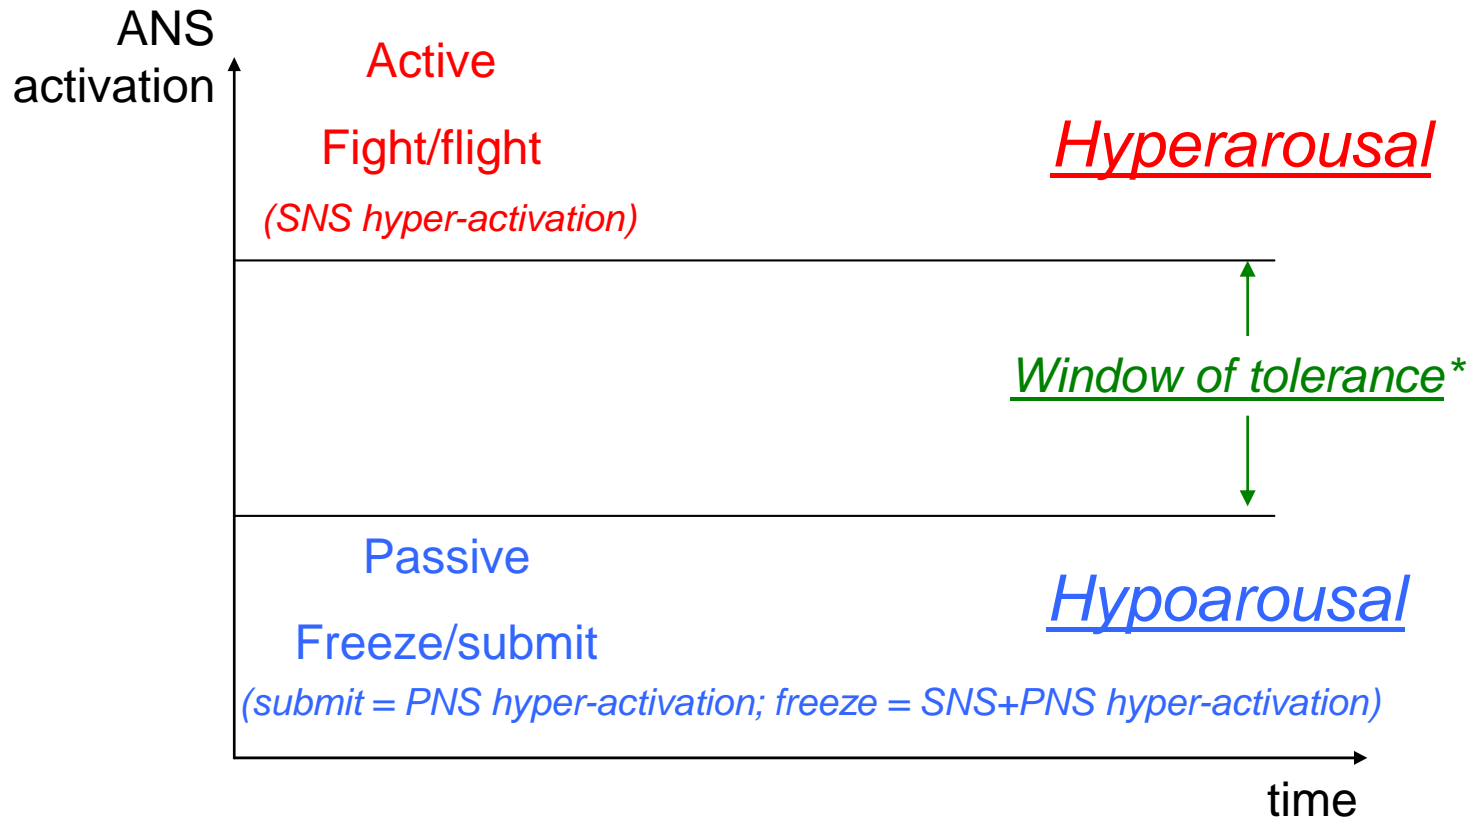 ANS
activation
Active
Fight/flight
(SNS hyper-activation)
Hyperarousal
Window of tolerance*
Passive
Freeze/submit
(submit = PNS hyper-activation; freeze = SNS+PNS hyper-activation)
Hypoarousal
time